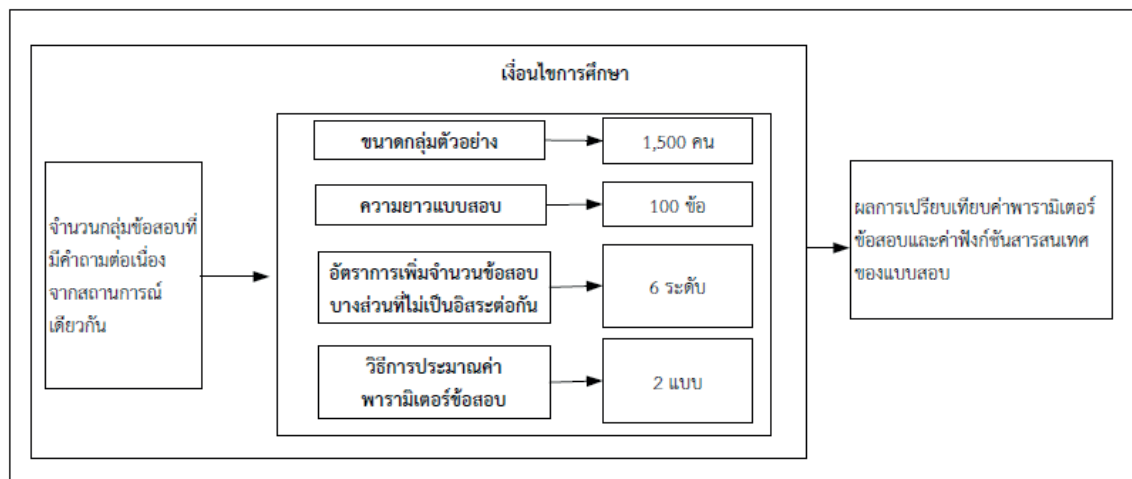 เงื่อนไขการศึกษา
จำนวนกลุ่มข้อสอบที่
มีคำถามต่อเนื่อง
จากสถานการณ์
เดียวกัน
ขนาดกลุ่มตัวอย่าง
1,500 คน
ความยาวแบบสอบ
100 ข้อ
อัตราการเพิ่มจำนวนข้อสอบ
บางส่วนที่ไม่เป็นอิสระต่อกัน
6 ระดับ
วิธีการประมาณค่า
พารามิเตอร์ข้อสอบ
2 แบบ
ผลการเปรียบเทียบค่าพารามิเตอร์
ข้อสอบและค่าฟังก์ชันสารสนเทศ
ของแบบสอบ